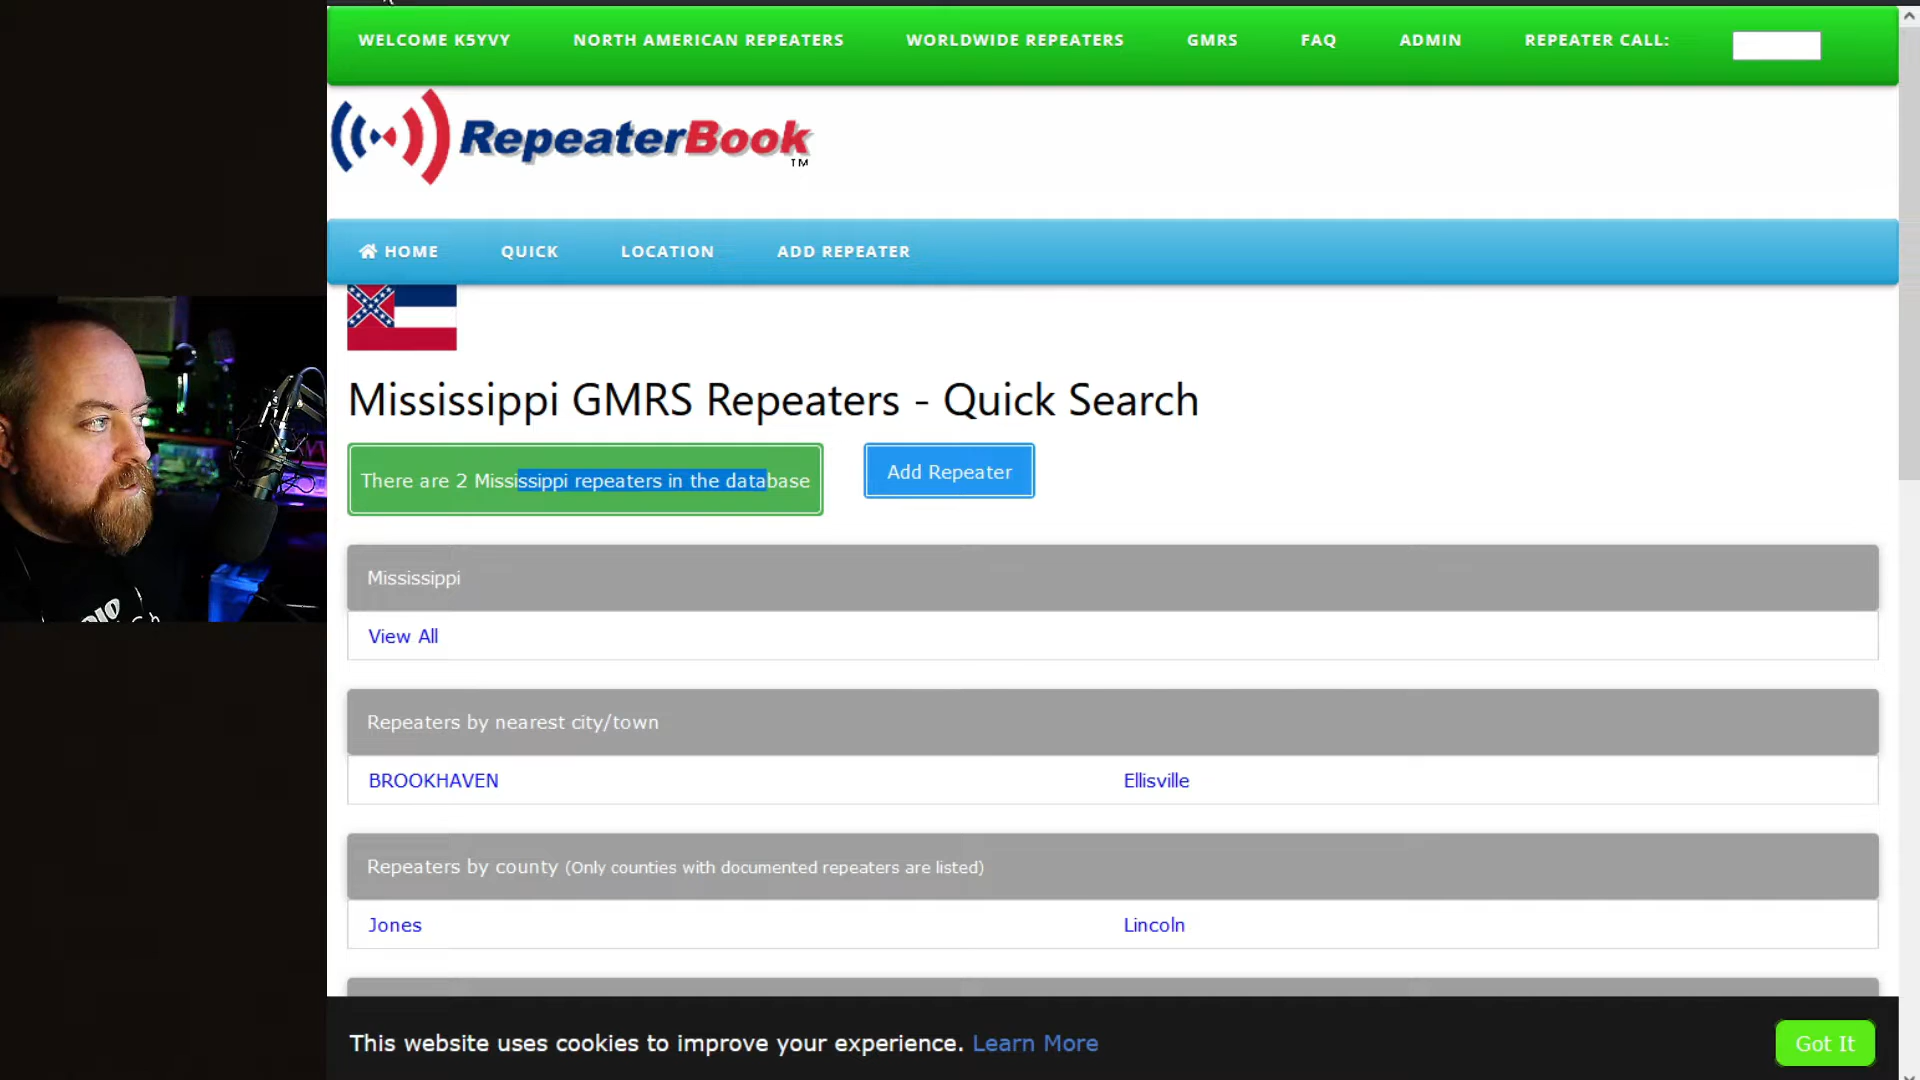 WELCOME K5YVY NORTH AMERICAN REPEATERS WORLDWIDE REPEATERS GMRS FAQ ADMIN REPEATER CALL:
RepeaterBook
TM
HOME QUICK LOCATION ADD REPEATER
Mississippi GMRS Repeaters - Quick Search
There are 2 Mississippi repeaters in the database
Add Repeater
Mississippi
View All
Repeaters by nearest city/town
BROOKHAVEN Ellisville
Repeaters by county (Only counties with documented repeaters are listed)
Jones Lincoln
This website uses cookies to improve your experience. Learn More
Got It